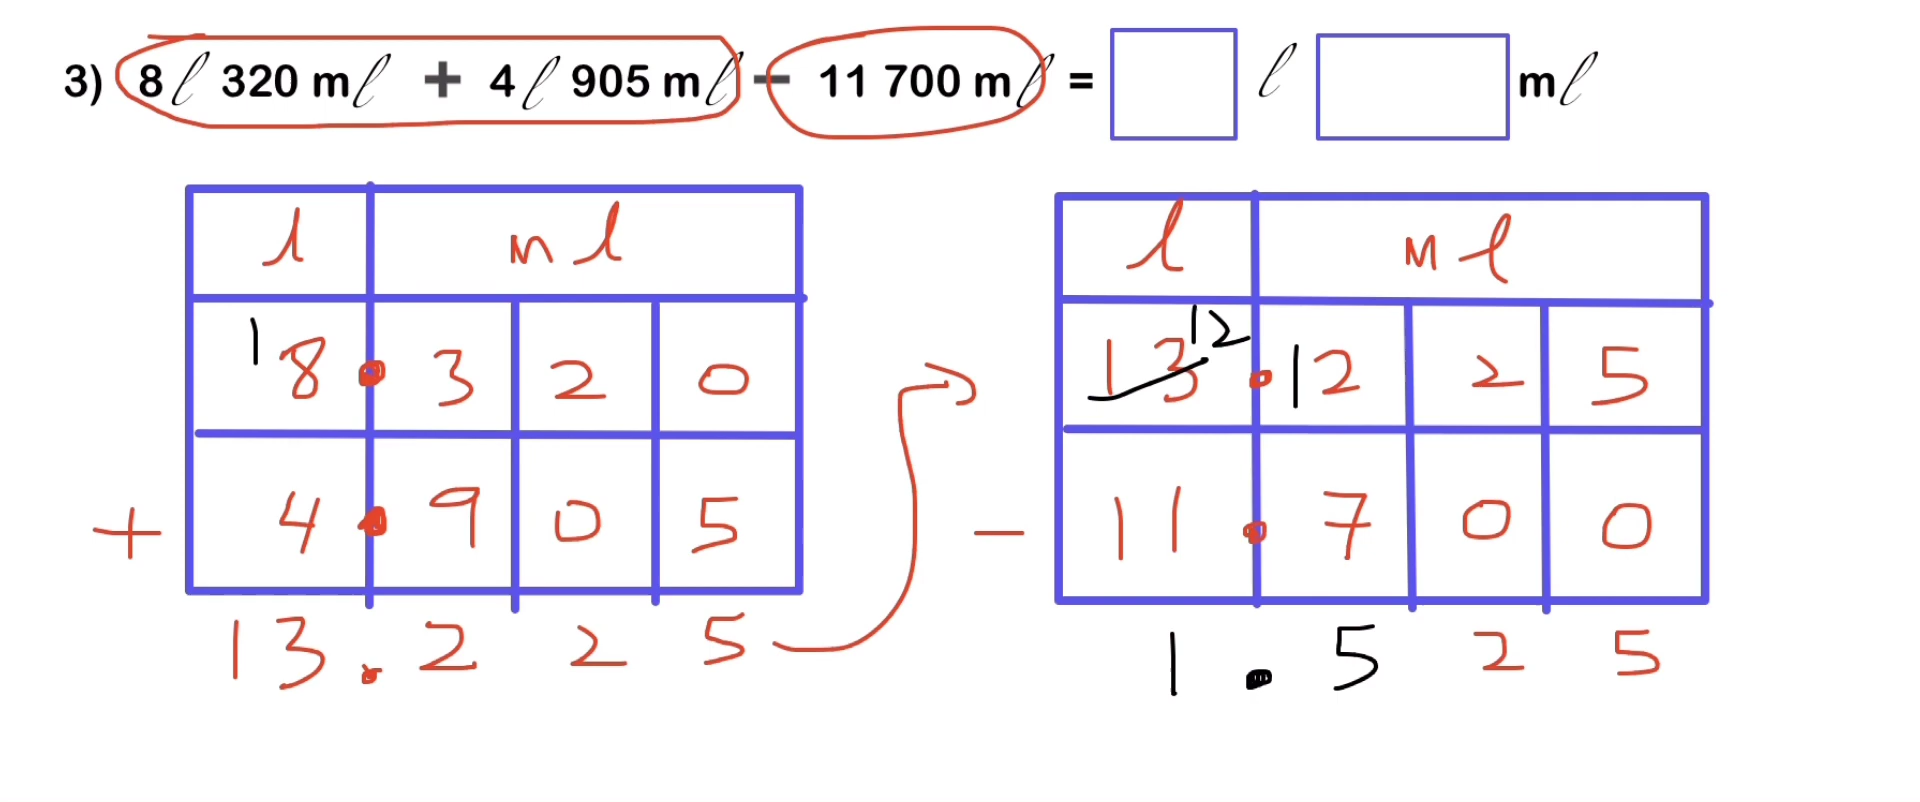 3) 8 ℓ 320 mℓ + 4 ℓ 905 mℓ − 11 700 mℓ = ℓ mℓ
l ml
1 8 . 3 2 0
+ 4 . 9 0 5
13 . 2 2 5
l ml
13 12 . 1 2 2 5
− 11 . 7 0 0
1 . 5 2 5